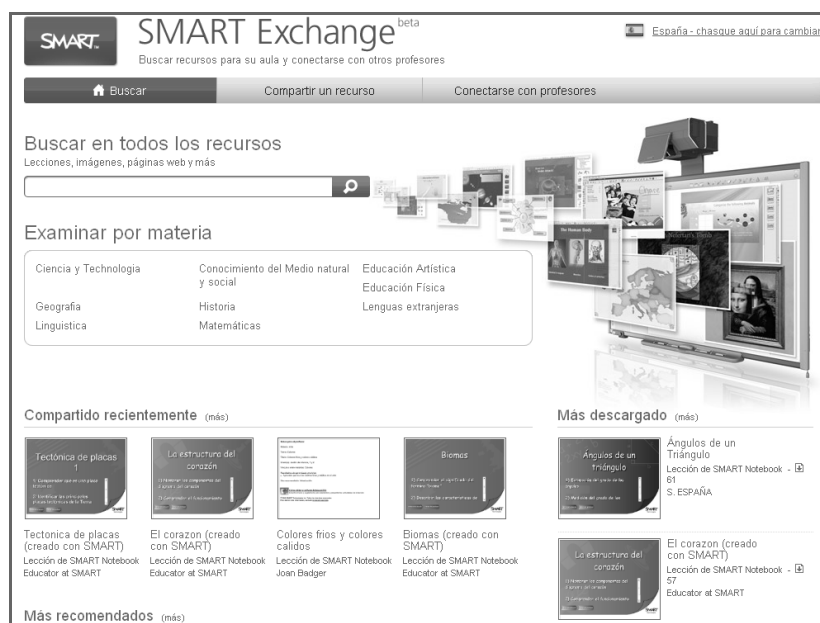 SMART
SMART Exchange beta
Buscar recursos para su aula y conectarse con otros profesores
España - chasque aquí para cambiar
Buscar
Compartir un recurso
Conectarse con profesores
Buscar en todos los recursos
Lecciones, imágenes, páginas web y más
Examinar por materia
Ciencia y Technologia
Conocimiento del Medio natural
y social
Educación Artística
Educación Física
Geografia
Historia
Lenguas extranjeras
Linguistica
Matemáticas
The Human Body
Compartido recientemente (más)
Tectónica de placas
1
Tectonica de placas
(creado con SMART)
Lección de SMART Notebook
Educator at SMART
La estructura del
corazón
El corazon (creado
con SMART)
Lección de SMART Notebook
Educator at SMART
Colores frios y colores
calidos
Lección de SMART Notebook
Joan Badger
Biomas
Biomas (creado con
SMART)
Lección de SMART Notebook
Educator at SMART
Más descargado (más)
Ángulos de un
triángulo
Ángulos de un
Triángulo
Lección de SMART Notebook -
61
S. ESPAÑA
La estructura del
corazón
El corazon (creado
con SMART)
Lección de SMART Notebook -
57
Educator at SMART
Más recomendados (más)